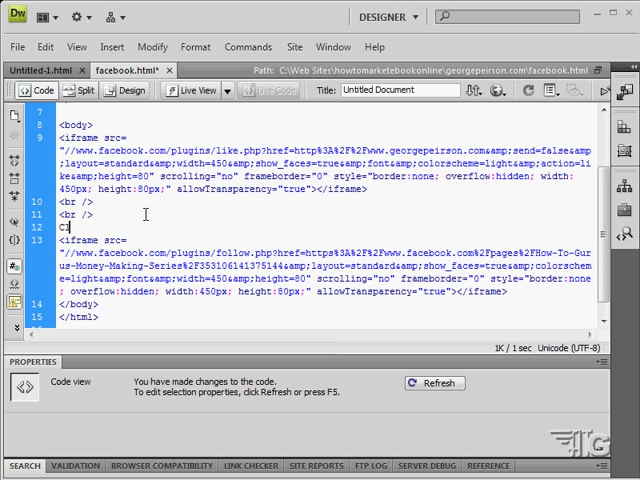 Dw
DESIGNER
File Edit View Insert Modify Format Commands Site Window Help
Untitled-1.html × facebook.html* × Path: C:\Web Sites\howtomarketebookonline\georgepeirson.com\facebook.html
Code Split Design Live View Live Code Title: Untitled Document
7
8 <body>
9 <iframe src=
"//www.facebook.com/plugins/like.php?href=http%3A%2F%2Fwww.georgepeirson.com&amp;send=false&amp
;layout=standard&amp;width=450&amp;show_faces=true&amp;font&amp;colorscheme=light&amp;action=li
ke&amp;height=80" scrolling="no" frameborder="0" style="border:none; overflow:hidden; width:
450px; height:80px;" allowTransparency="true"></iframe>
10 <br />
11 <br />
12 Cl
13 <iframe src=
"//www.facebook.com/plugins/follow.php?href=https%3A%2F%2Fwww.facebook.com%2Fpages%2FHow-To-Gur
us-Money-Making-Series%2F353106141375144&amp;layout=standard&amp;show_faces=true&amp;colorscheme
=light&amp;font&amp;width=450&amp;height=80" scrolling="no" frameborder="0" style="border:none
; overflow:hidden; width:450px; height:80px;" allowTransparency="true"></iframe>
14 </body>
15 </html>
1K / 1 sec Unicode (UTF-8)
PROPERTIES
Code view You have made changes to the code. Refresh
To edit selection properties, click Refresh or press F5.
SEARCH VALIDATION BROWSER COMPATIBILITY LINK CHECKER SITE REPORTS FTP LOG SERVER DEBUG REFERENCE